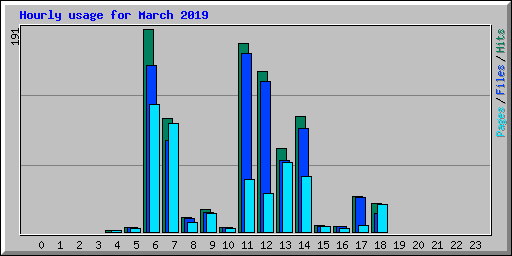 Hourly usage for March 2019
191
Pages/Files/Hits
0 1 2 3 4 5 6 7 8 9 10 11 12 13 14 15 16 17 18 19 20 21 22 23